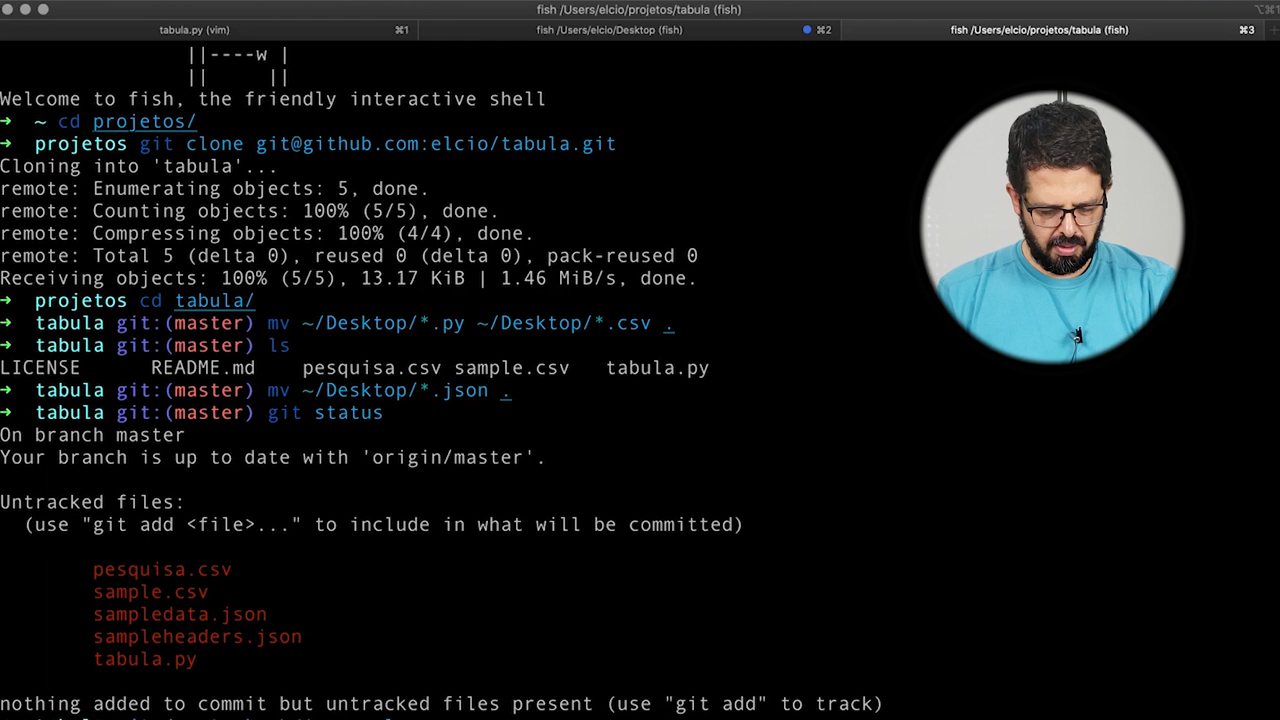 fish /Users/elcio/projetos/tabula (fish)
⌥⌘1
tabula.py (vim) ⌘1
fish /Users/elcio/Desktop (fish) ⌘2
fish /Users/elcio/projetos/tabula (fish) ⌘3
||----w |
||     ||
Welcome to fish, the friendly interactive shell
➜ ~ cd projetos/
➜ projetos git clone git@github.com:elcio/tabula.git
Cloning into 'tabula'...
remote: Enumerating objects: 5, done.
remote: Counting objects: 100% (5/5), done.
remote: Compressing objects: 100% (4/4), done.
remote: Total 5 (delta 0), reused 0 (delta 0), pack-reused 0
Receiving objects: 100% (5/5), 13.17 KiB | 1.46 MiB/s, done.
➜ projetos cd tabula/
➜ tabula git:(master) mv ~/Desktop/*.py ~/Desktop/*.csv .
➜ tabula git:(master) ls
LICENSE README.md pesquisa.csv sample.csv tabula.py
➜ tabula git:(master) mv ~/Desktop/*.json .
➜ tabula git:(master) git status
On branch master
Your branch is up to date with 'origin/master'.
Untracked files:
(use "git add <file>..." to include in what will be committed)
pesquisa.csv
sample.csv
sampledata.json
sampleheaders.json
tabula.py
nothing added to commit but untracked files present (use "git add" to track)